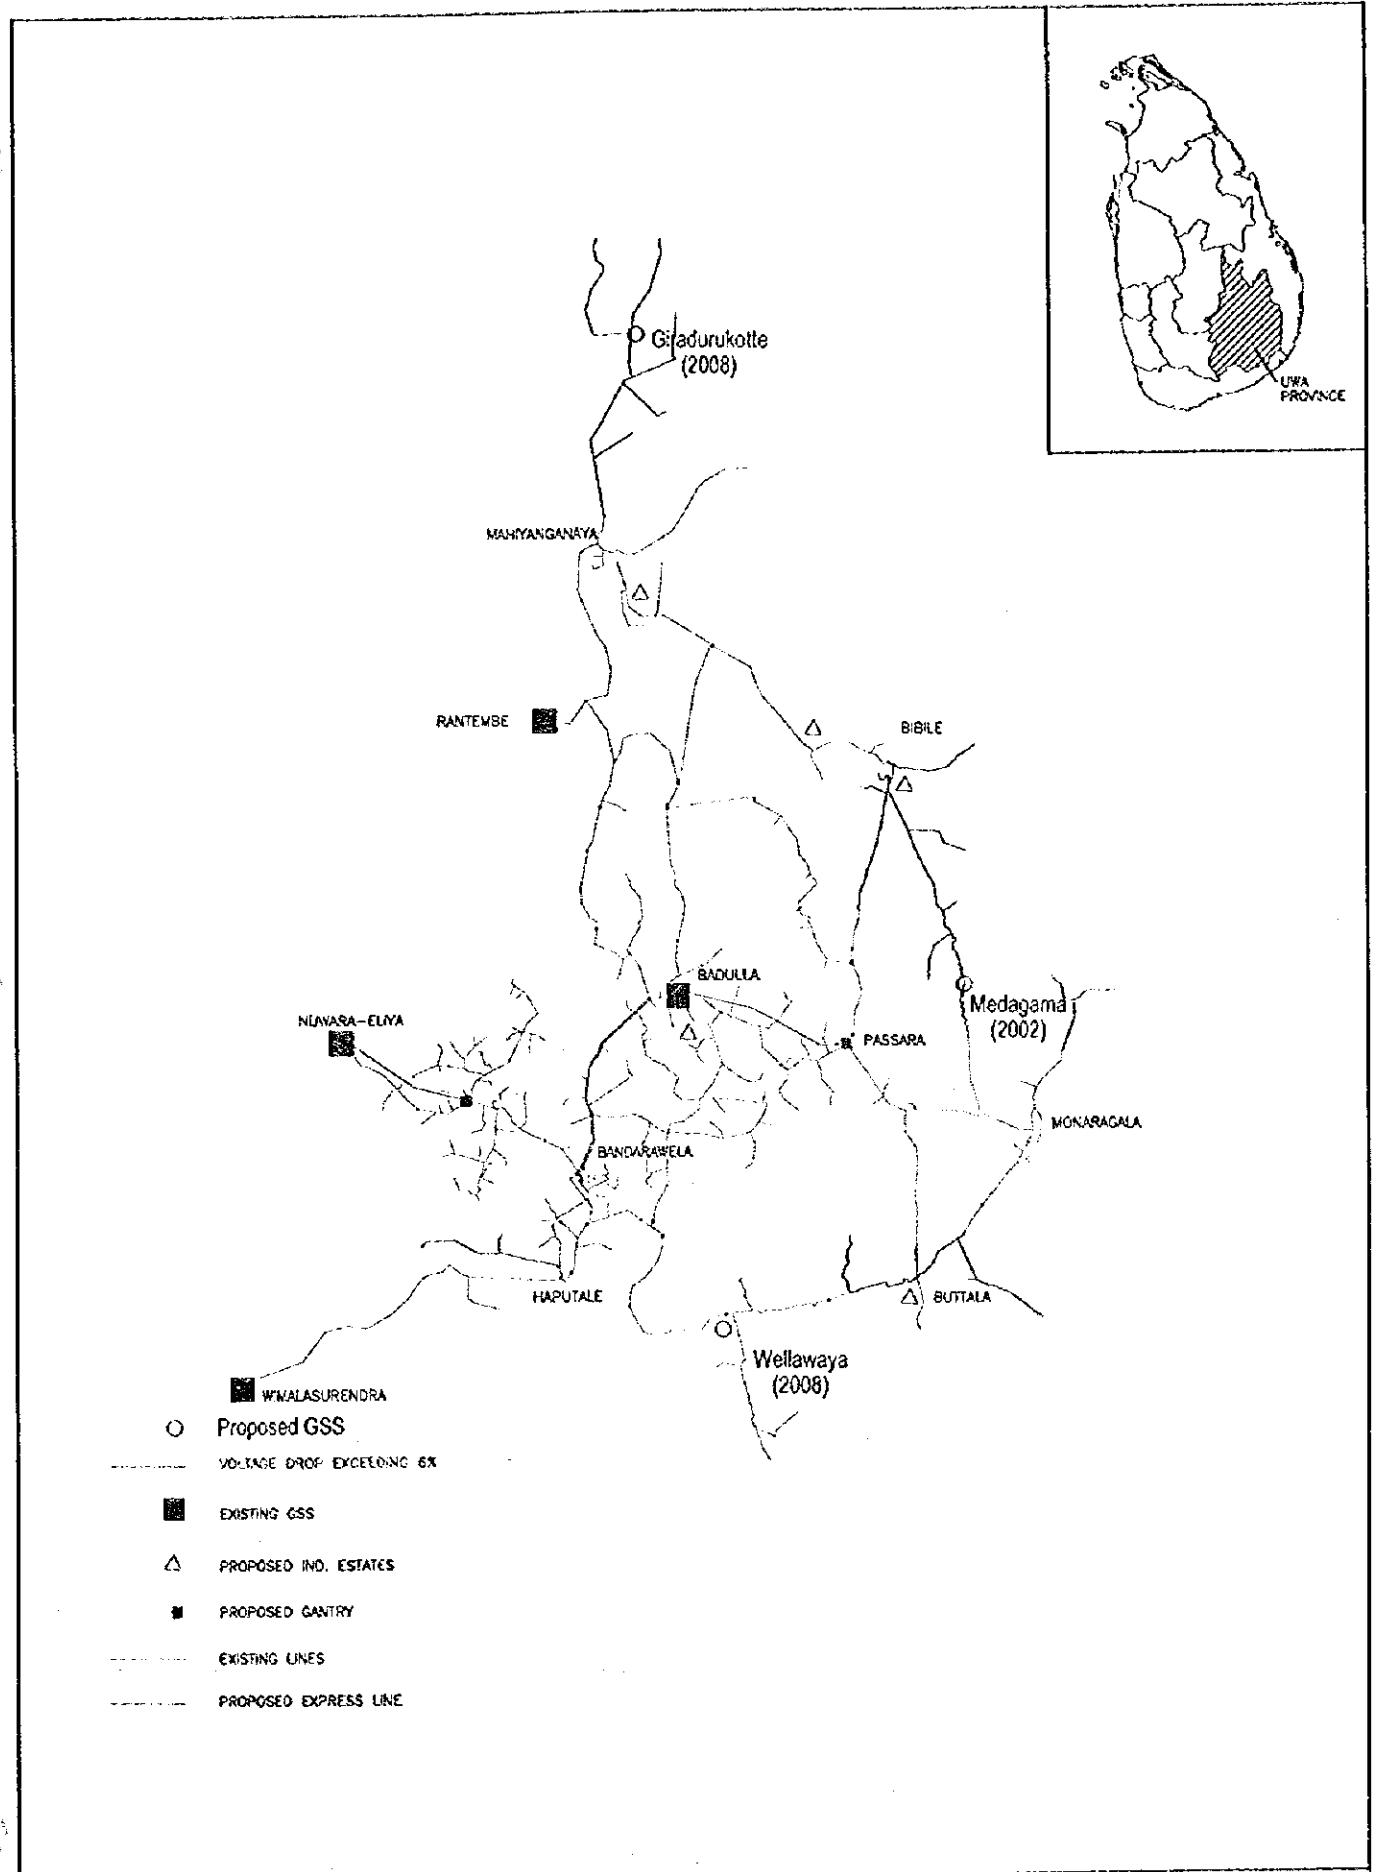 UWA
PROVINCE
Giradurukotte
(2008)
MAHIYANGANAYA
RANTEMBE
BIBILE
BADULLA
Medagama
(2002)
NUWARA-ELIYA
PASSARA
MONARAGALA
BANDARAWELA
HAPUTALE
BUTTALA
Wellawaya
(2008)
WIMALASURENDRA
Proposed GSS
VOLTAGE DROP EXCEEDING 6%
EXISTING GSS
PROPOSED IND. ESTATES
PROPOSED GANTRY
EXISTING LINES
PROPOSED EXPRESS LINE